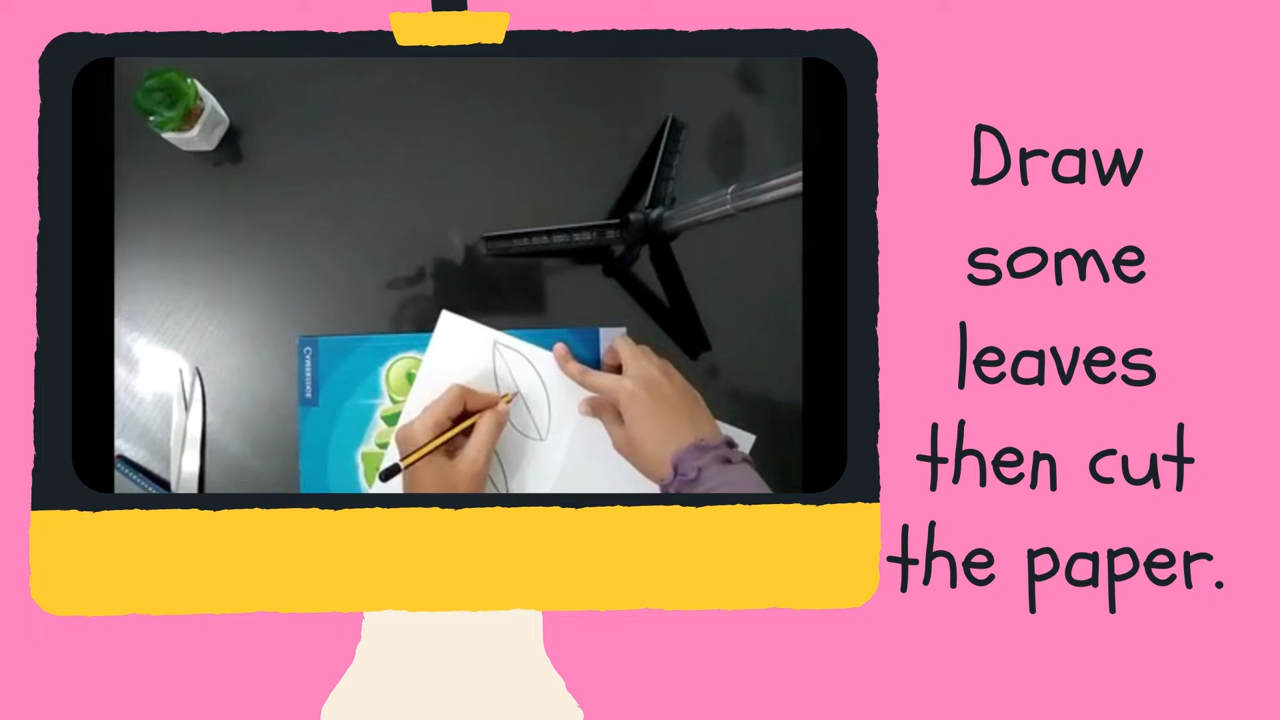 Draw
some
leaves
then cut
the paper.